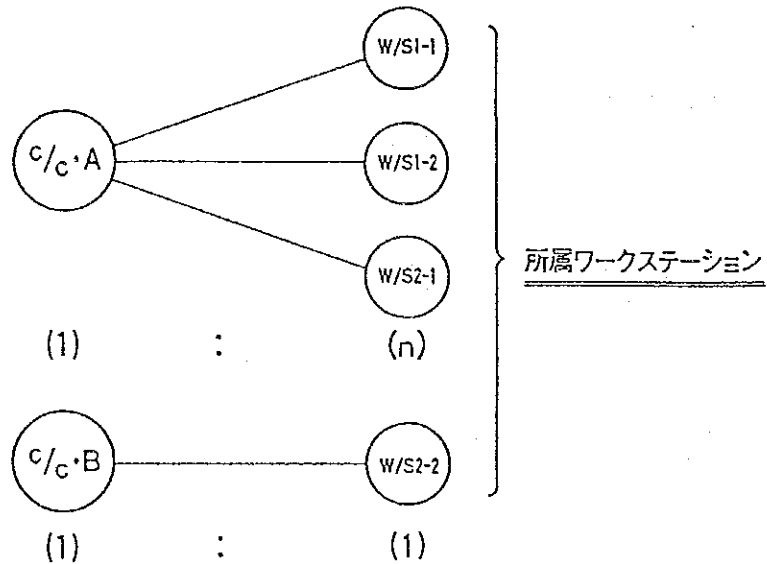 W/S1-1
c/c・A
W/S1-2
W/S2-1
所属ワークステーション
(1) : (n)
c/c・B
W/S2-2
(1) : (1)